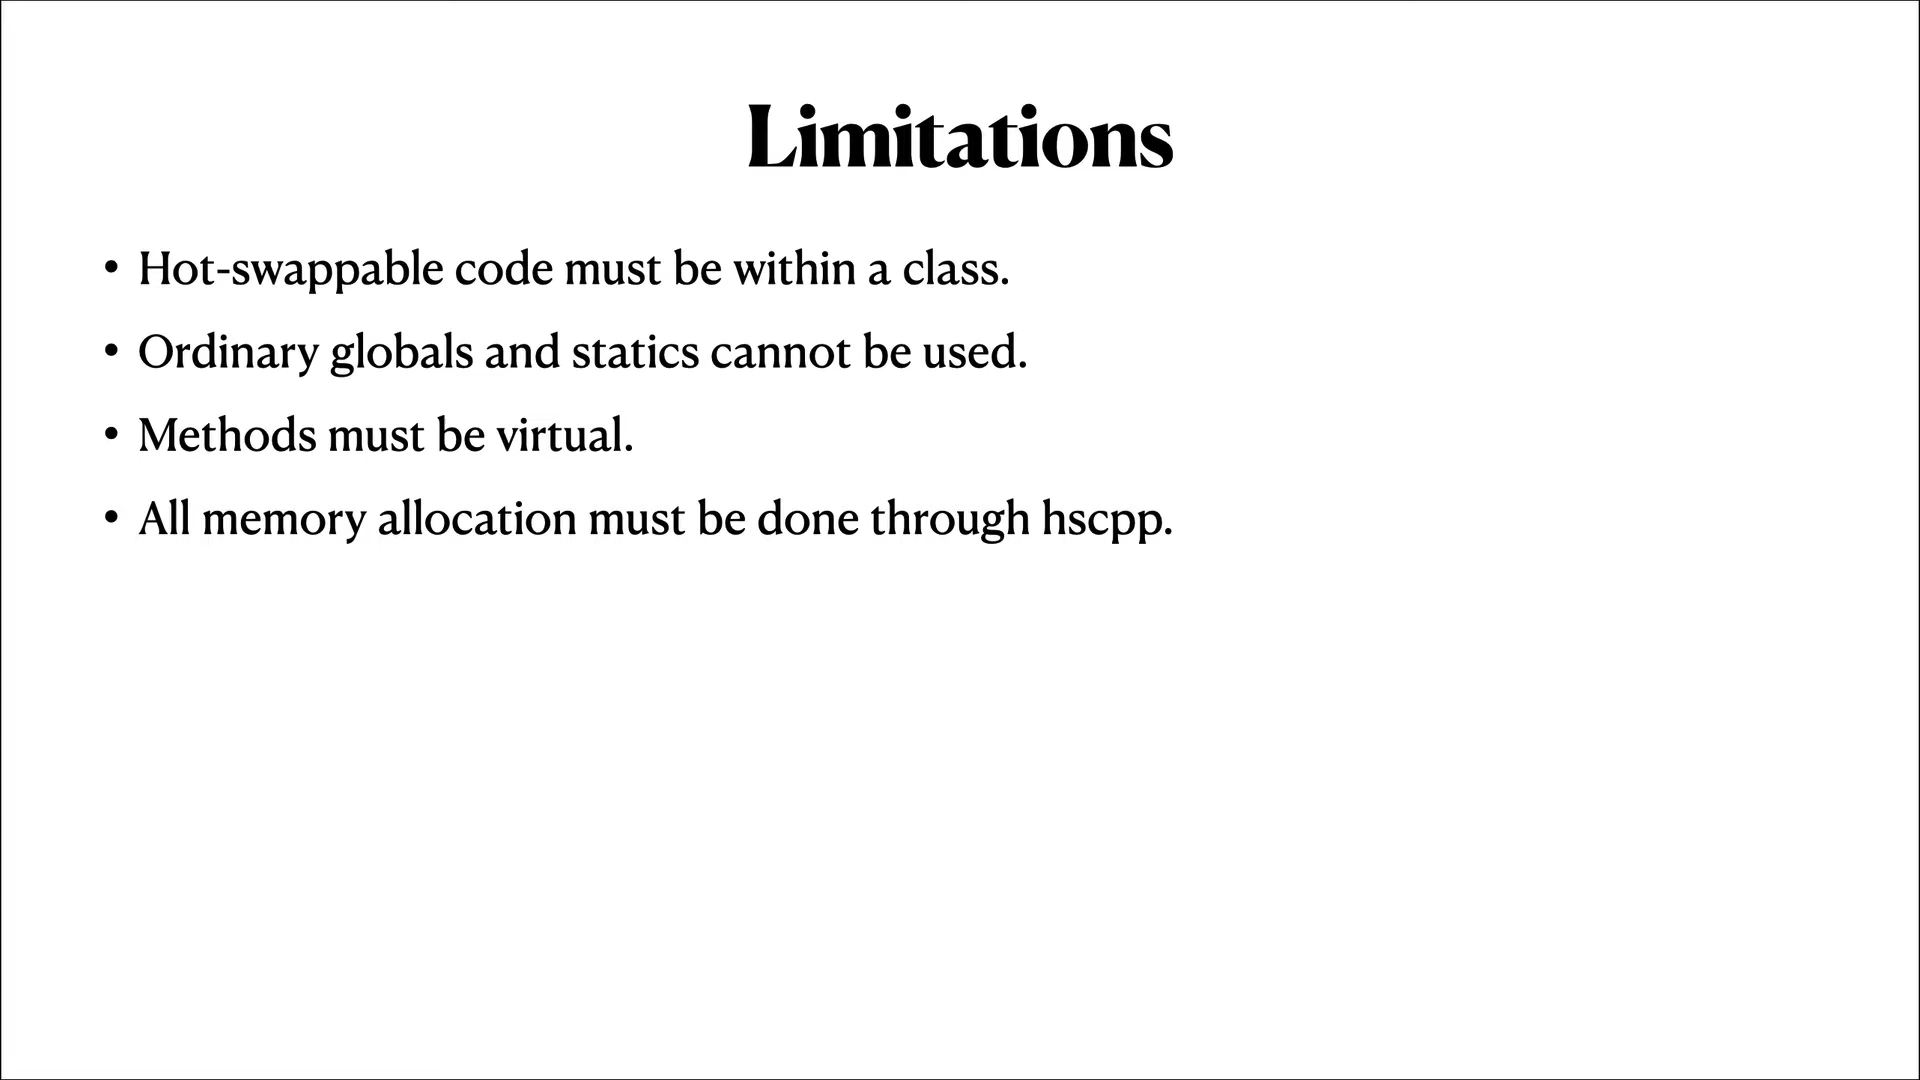 Limitations
• Hot-swappable code must be within a class.
• Ordinary globals and statics cannot be used.
• Methods must be virtual.
• All memory allocation must be done through hscpp.